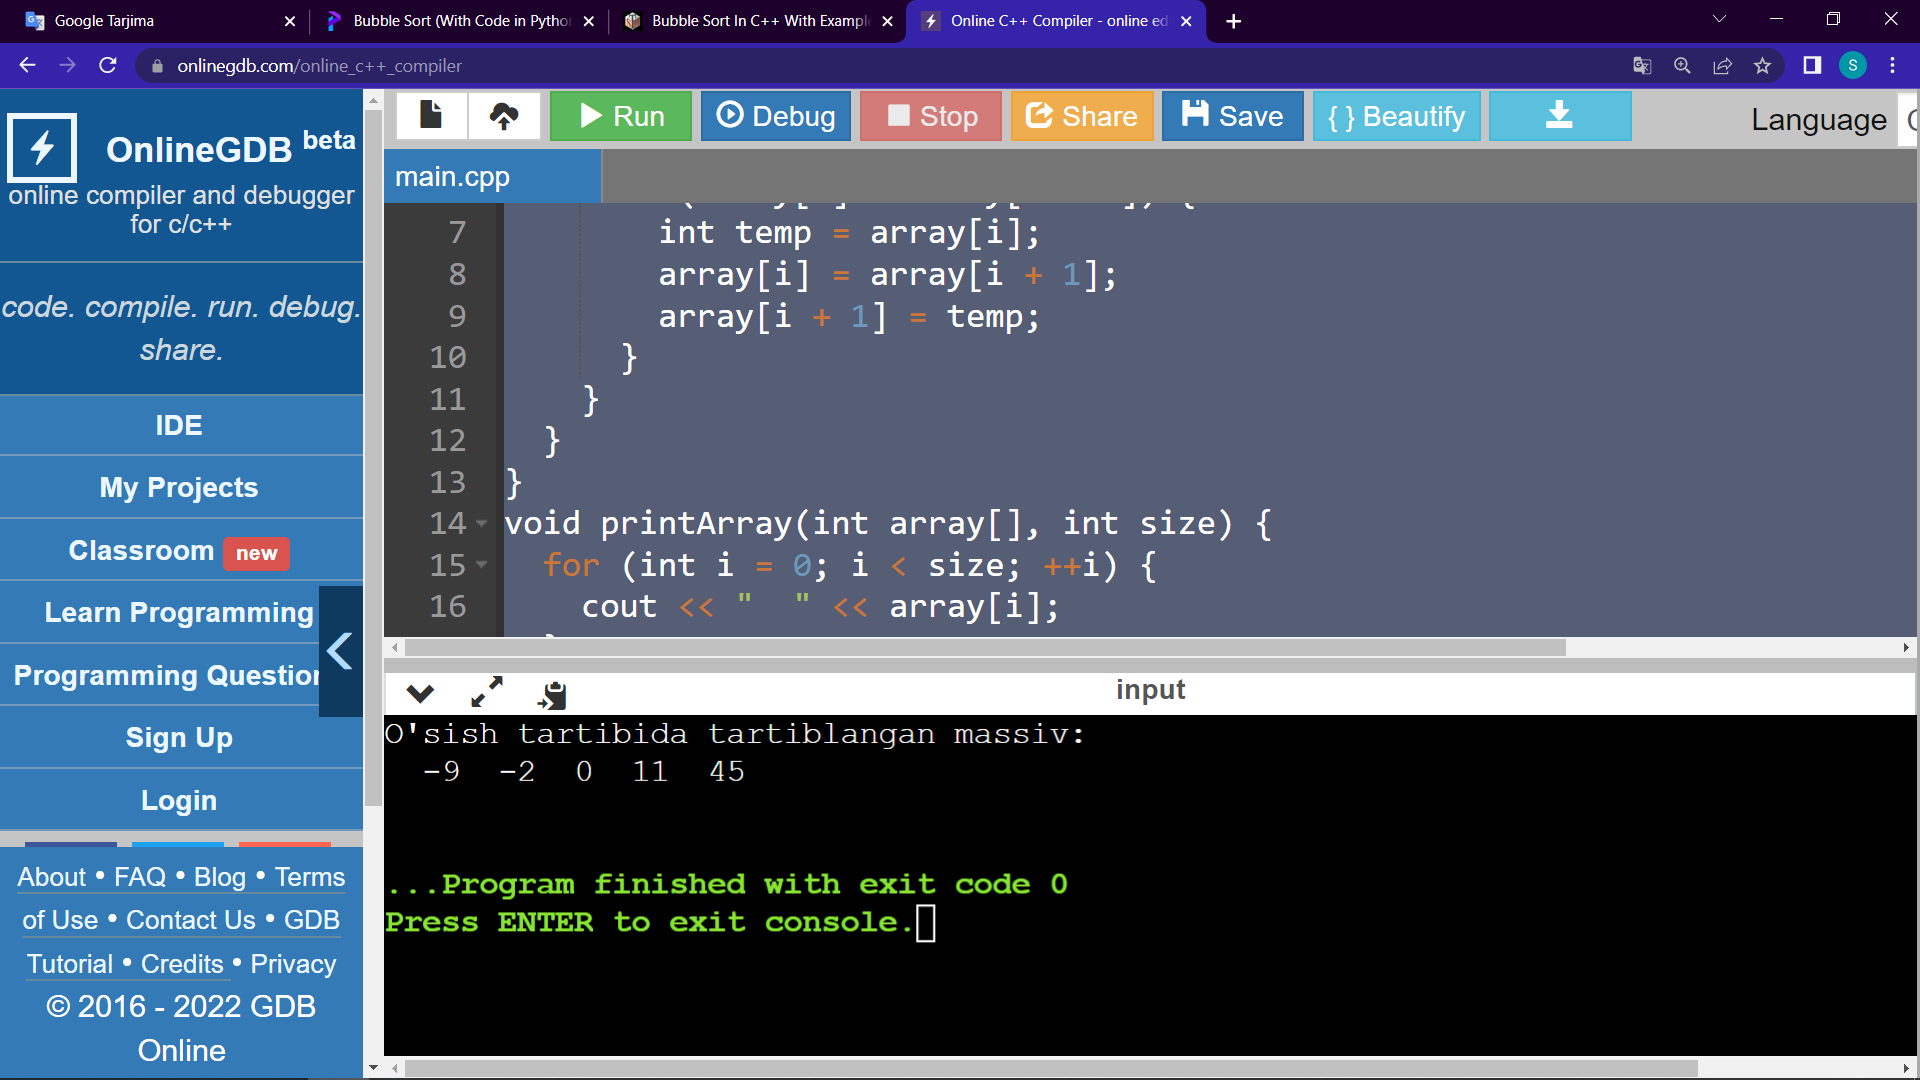 Google Tarjima
Bubble Sort (With Code in Python
Bubble Sort In C++ With Example
Online C++ Compiler - online ed
onlinegdb.com/online_c++_compiler
S
OnlineGDB beta
online compiler and debugger
for c/c++
code. compile. run. debug.
share.
IDE
My Projects
Classroom new
Learn Programming
Programming Question
Sign Up
Login
About • FAQ • Blog • Terms
of Use • Contact Us • GDB
Tutorial • Credits • Privacy
© 2016 - 2022 GDB
Online
Run
Debug
Stop
Share
Save
{ } Beautify
Language
main.cpp
7 int temp = array[i];
8 array[i] = array[i + 1];
9 array[i + 1] = temp;
10 }
11 }
12 }
13 }
14 void printArray(int array[], int size) {
15 for (int i = 0; i < size; ++i) {
16 cout << "  " << array[i];
input
O'sish tartibida tartiblangan massiv:
-9  -2  0  11  45
...Program finished with exit code 0
Press ENTER to exit console.